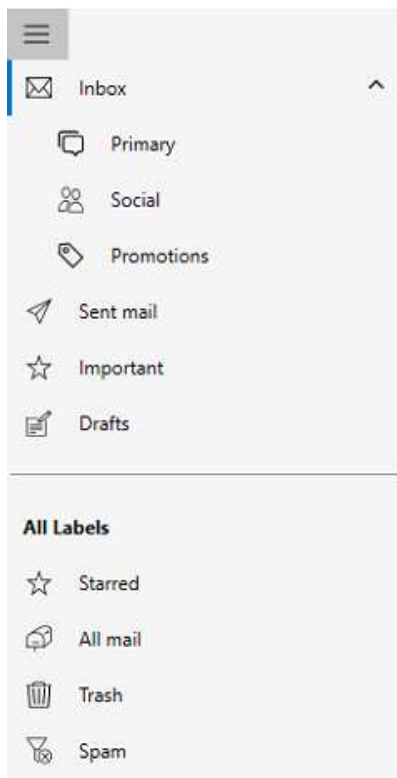 Inbox
Primary
Social
Promotions
Sent mail
Important
Drafts
All Labels
Starred
All mail
Trash
Spam